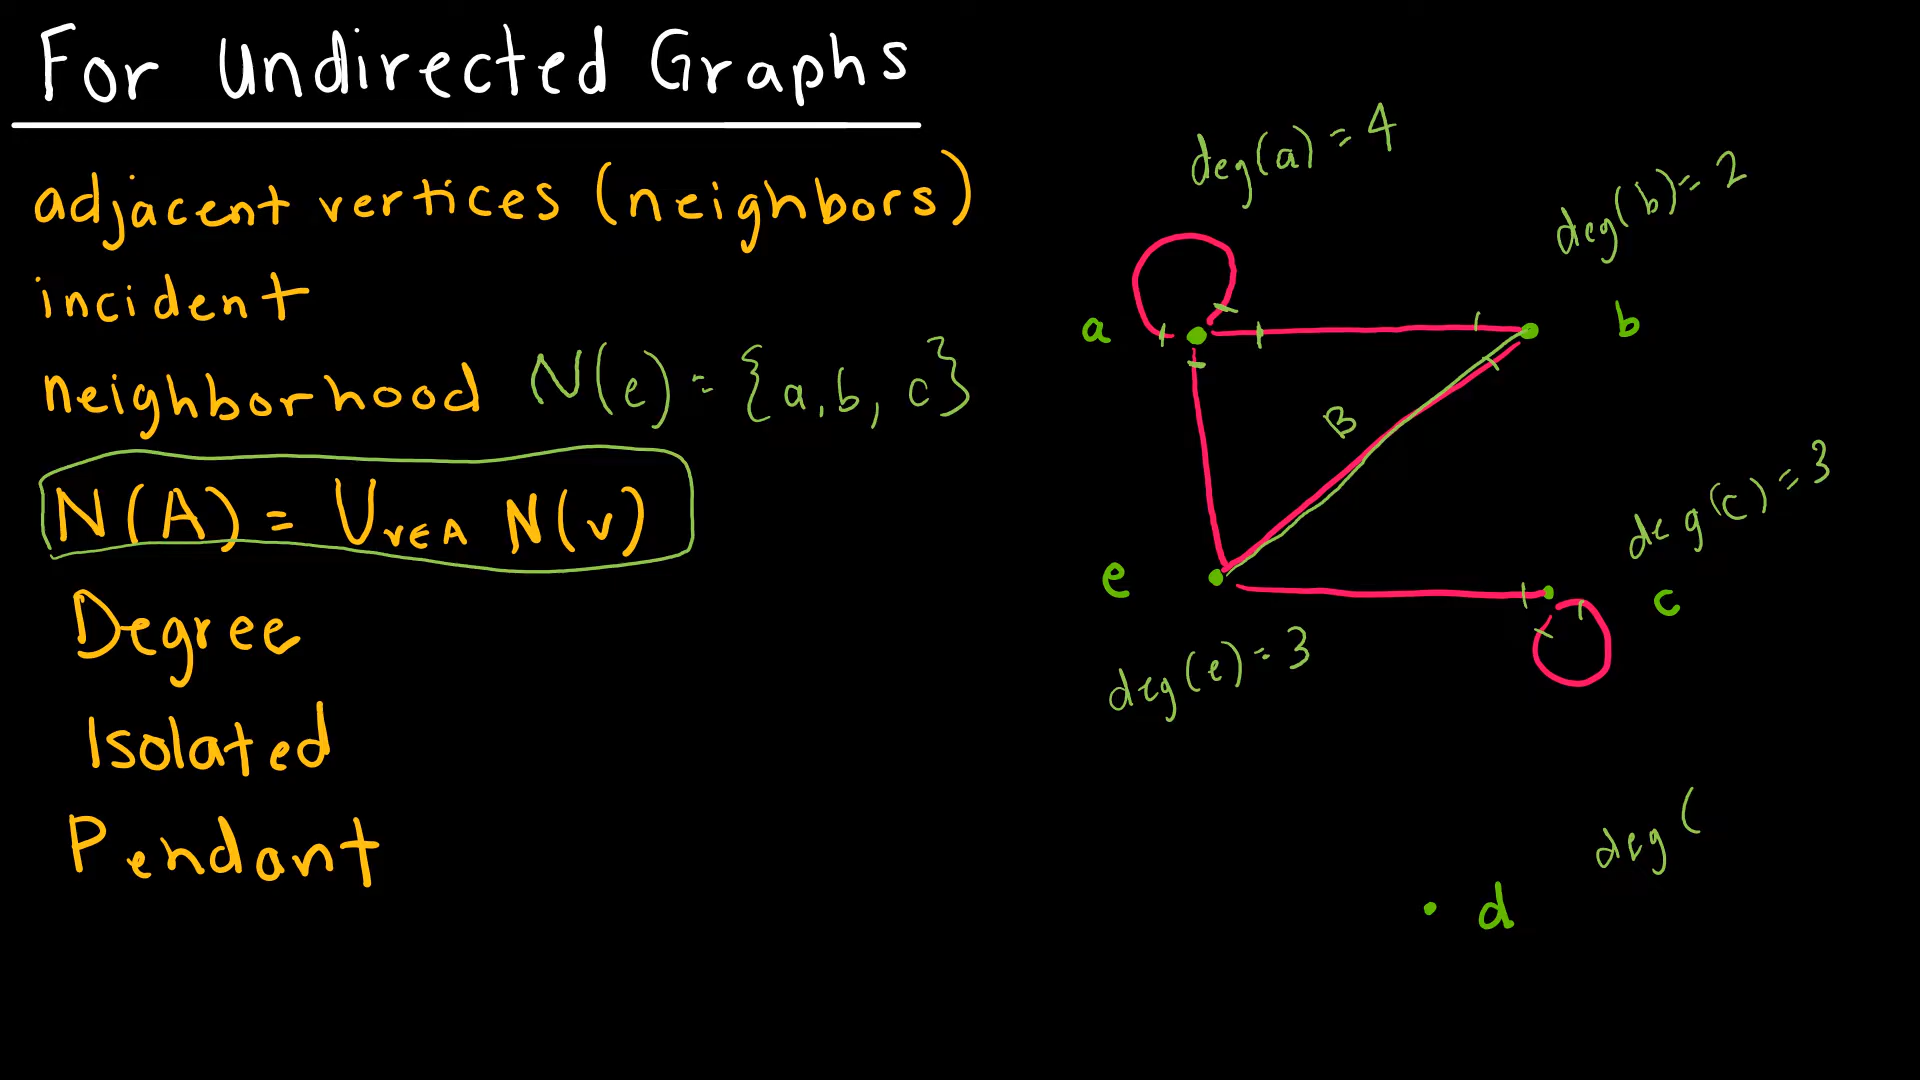 For Undirected Graphs
adjacent vertices (neighbors)
incident
neighborhood N(e) = {a, b, c}
N(A) = ∪v∈A N(v)
Degree
Isolated
Pendant
deg(a) = 4
deg(b) = 2
a
b
B
deg(c) = 3
e
c
deg(e) = 3
deg(
d